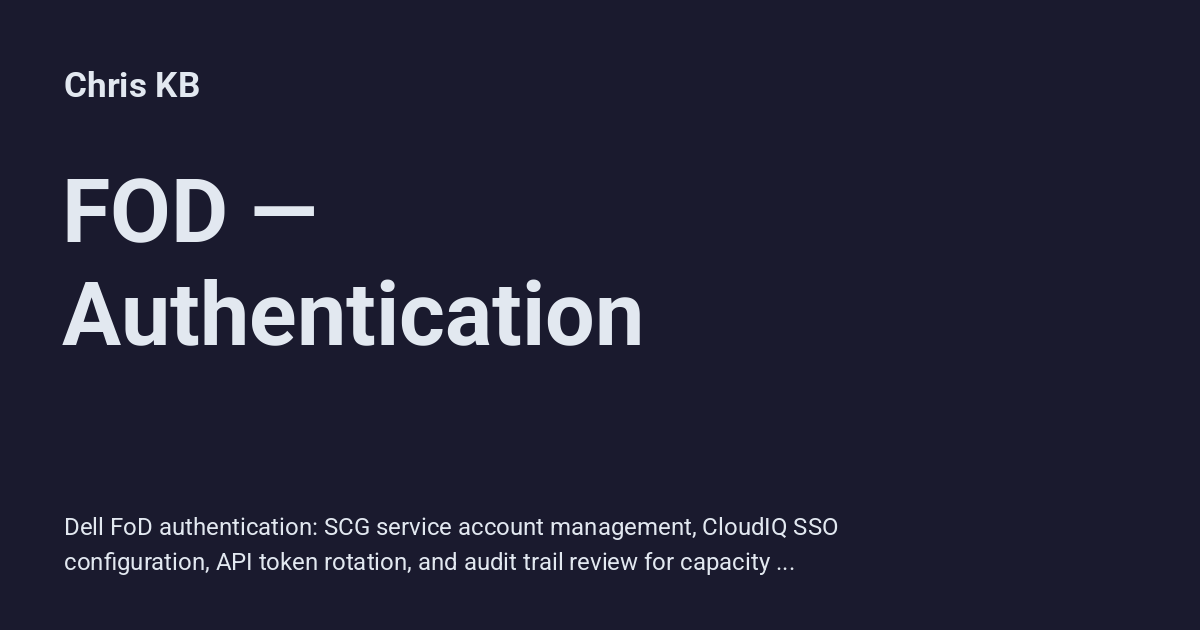 Chris KB
FOD —
Authentication
Dell FoD authentication: SCG service account management, CloudIQ SSO
configuration, API token rotation, and audit trail review for capacity ...